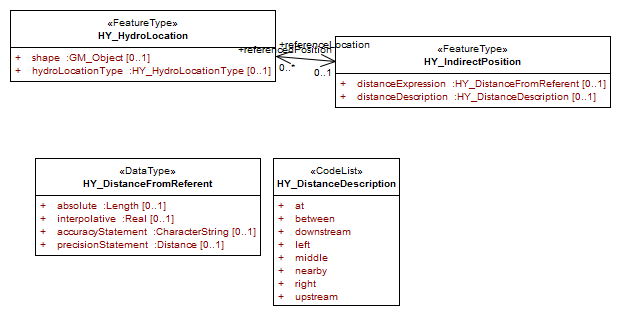 «FeatureType»
HY_HydroLocation
+ shape :GM_Object [0..1]
+ hydroLocationType :HY_HydroLocationType [0..1]
+referenceLocation
+referencedPosition
0..*
0..1
«FeatureType»
HY_IndirectPosition
+ distanceExpression :HY_DistanceFromReferent [0..1]
+ distanceDescription :HY_DistanceDescription [0..1]
«DataType»
HY_DistanceFromReferent
+ absolute :Length [0..1]
+ interpolative :Real [0..1]
+ accuracyStatement :CharacterString [0..1]
+ precisionStatement :Distance [0..1]
«CodeList»
HY_DistanceDescription
+ at
+ between
+ downstream
+ left
+ middle
+ nearby
+ right
+ upstream